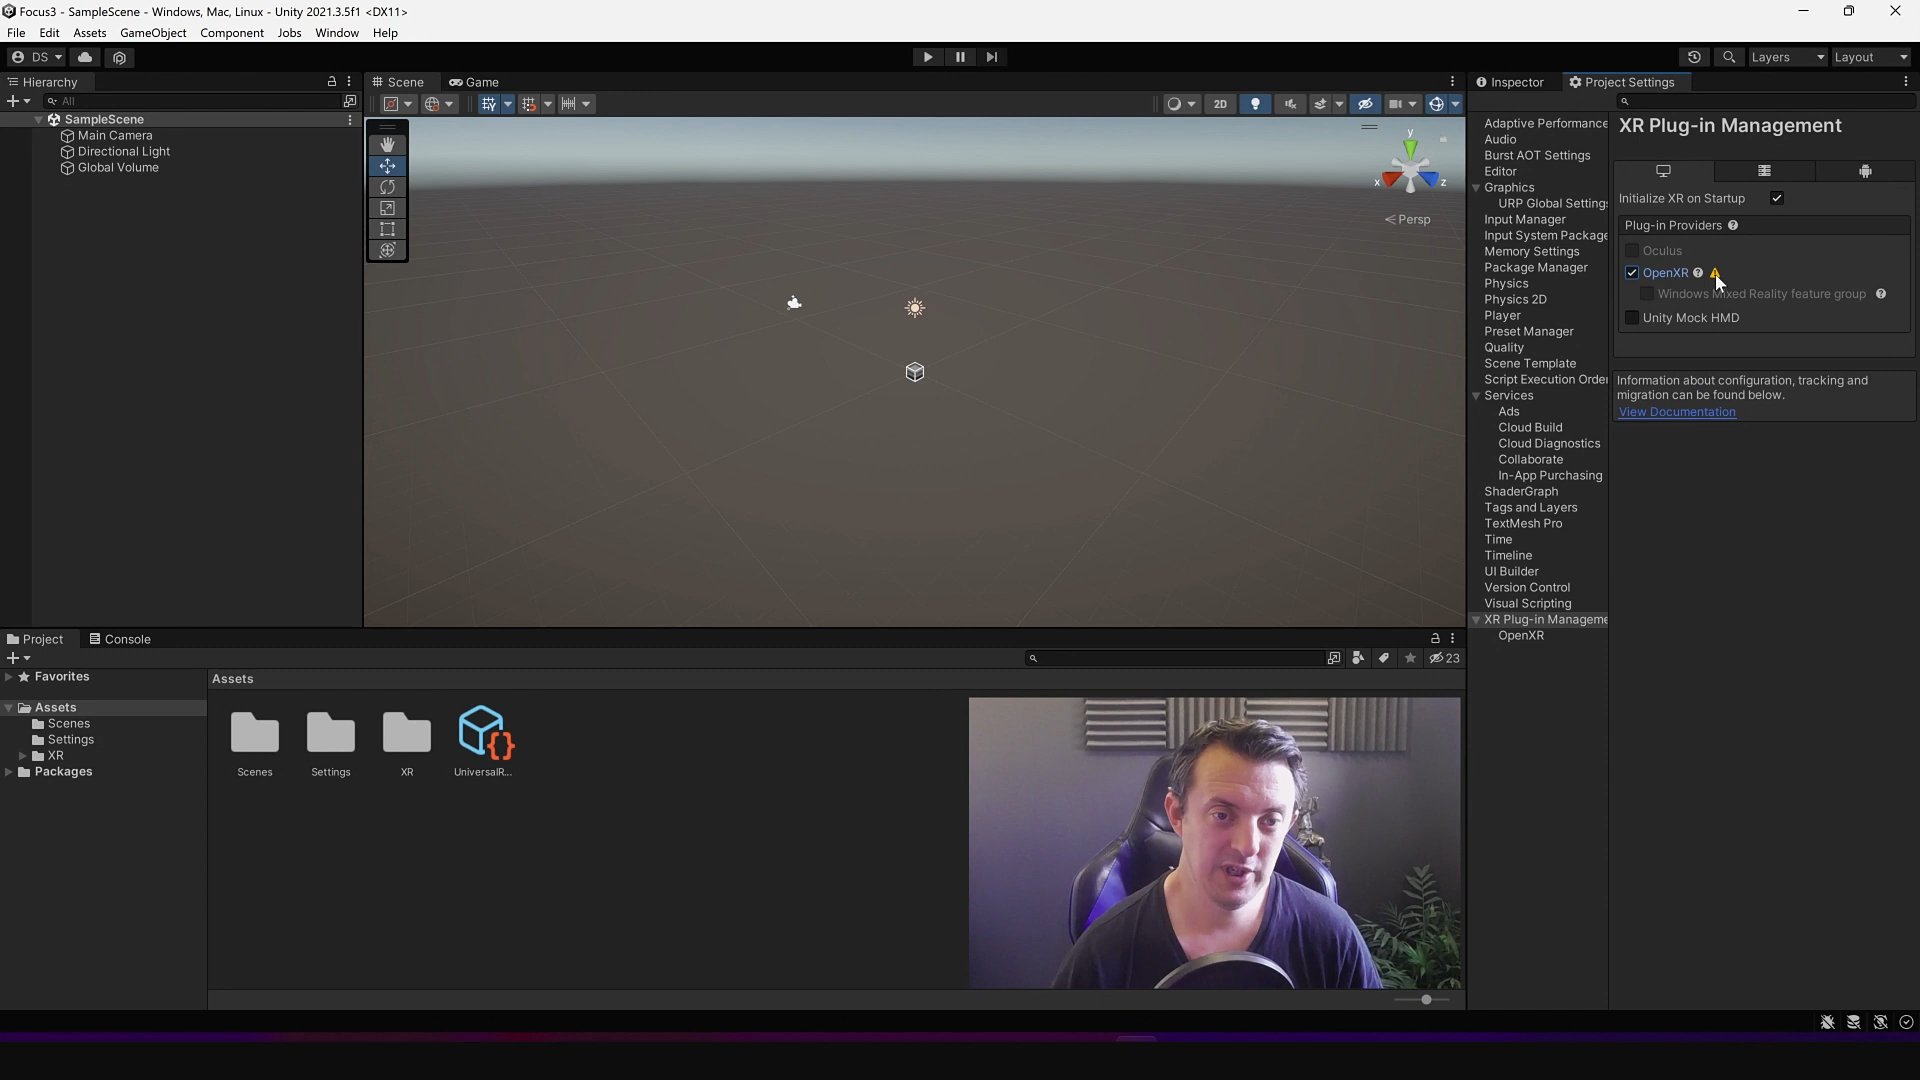 Focus3 - SampleScene - Windows, Mac, Linux - Unity 2021.3.5f1 <DX11>
File Edit Assets GameObject Component Jobs Window Help
DS
Layers Layout
Hierarchy
All
SampleScene
Main Camera
Directional Light
Global Volume
Scene Game
2D
y
x z
Persp
Inspector Project Settings
Adaptive Performance
Audio
Burst AOT Settings
Editor
Graphics
URP Global Settings
Input Manager
Input System Package
Memory Settings
Package Manager
Physics
Physics 2D
Player
Preset Manager
Quality
Scene Template
Script Execution Order
Services
Ads
Cloud Build
Cloud Diagnostics
Collaborate
In-App Purchasing
ShaderGraph
Tags and Layers
TextMesh Pro
Time
Timeline
UI Builder
Version Control
Visual Scripting
XR Plug-in Manageme
OpenXR
XR Plug-in Management
Initialize XR on Startup
Plug-in Providers
Oculus
OpenXR
Windows Mixed Reality feature group
Unity Mock HMD
Information about configuration, tracking and
migration can be found below.
View Documentation
Project Console
23
Favorites
Assets
Scenes
Settings
XR
Packages
Assets
Scenes Settings XR UniversalR...